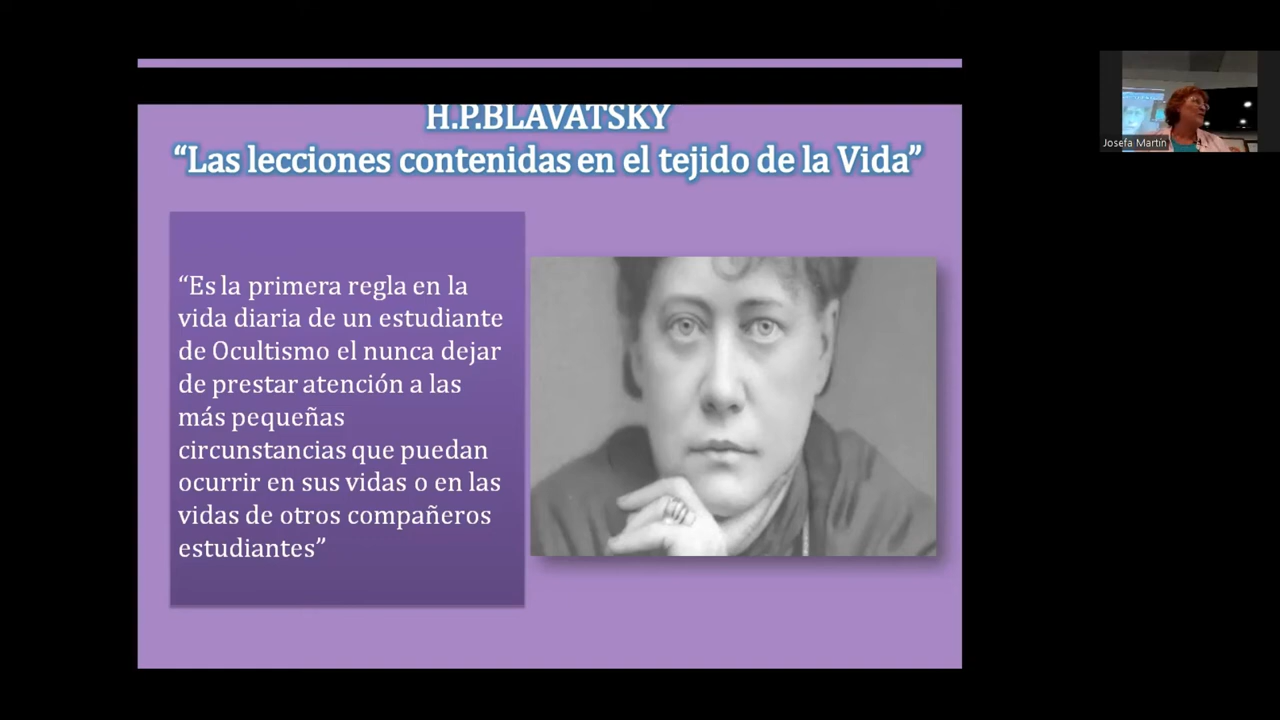 H.P.BLAVATSKY
“Las lecciones contenidas en el tejido de la Vida”
“Es la primera regla en la
vida diaria de un estudiante
de Ocultismo el nunca dejar
de prestar atención a las
más pequeñas
circunstancias que puedan
ocurrir en sus vidas o en las
vidas de otros compañeros
estudiantes”
Josefa Martín